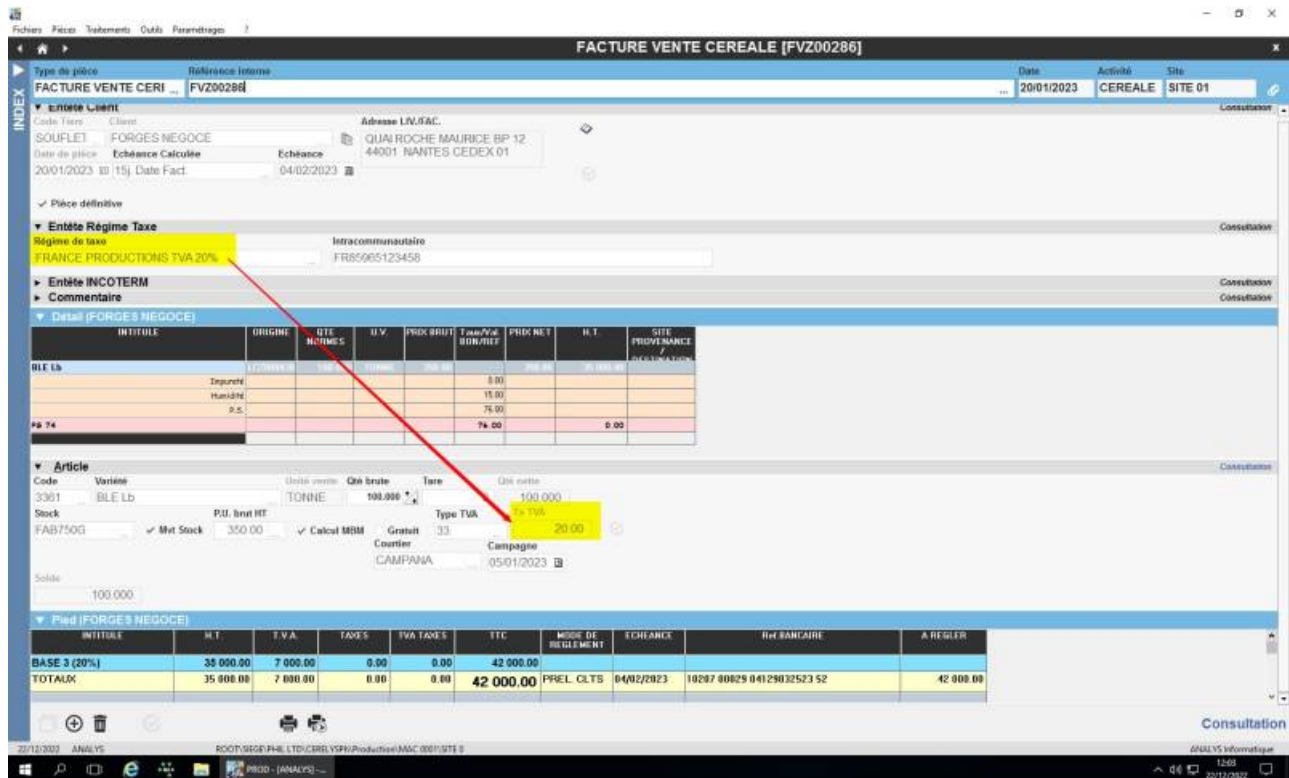 Fichiers Pièces Traitements Outils Paramétrages ?
FACTURE VENTE CEREALE [FVZ00286]
x
INDEX
Type de pièce Référence interne Date Activité Site
FACTURE VENTE CERI ... FVZ00286 ... 20/01/2023 CEREALE SITE 01
Entête Client Consultation
Code Tiers Client Adresse LIV./FAC.
SOUFLET FORGES NEGOCE QUAI ROCHE MAURICE BP 12
Date de pièce Echéance Calculée Echéance 44001 NANTES CEDEX 01
20/01/2023 15j. Date Fact. 04/02/2023
Pièce définitive
Entête Régime Taxe Consultation
Régime de taxe Intracommunautaire
FRANCE PRODUCTIONS TVA 20% FR85965123458
Entête INCOTERM Consultation
Commentaire Consultation
Détail (FORGES NEGOCE)
INTITULE ORIGINE QTE NORMES U.V. PRIX BRUT Taux/Val. BON/REF PRIX NET H.T. SITE PROVENANCE / DESTINATION
BLE Lb TONNE
Impureté 0.00
Humidité 15.00
P.S. 76.00
PS 74 76.00 0.00
Article Consultation
Code Variété Unité vente Qté brute Tare Qté nette
3361 BLE Lb TONNE 100.000 100.000
Stock P.U. brut HT Type TVA Tx TVA
FAB750G Mvt Stock 350.00 Calcul MBM Gratuit 33 20.00
Courtier Campagne
CAMPANA 05/01/2023
Solde
100.000
Pied (FORGES NEGOCE)
INTITULE H.T. T.V.A. TAXES TVA TAXES TTC MODE DE REGLEMENT ECHEANCE Ref.BANCAIRE A REGLER
BASE 3 (20%) 35 000.00 7 000.00 0.00 0.00 42 000.00
TOTAUX 35 000.00 7 000.00 0.00 0.00 42 000.00 PREL. CLTS 04/02/2023 10207 00029 04129032523 52 42 000.00
Consultation
22/12/2022 ANALYS ANALYS Informatique
PROD - [ANALYS] -...
12:03
22/12/2022